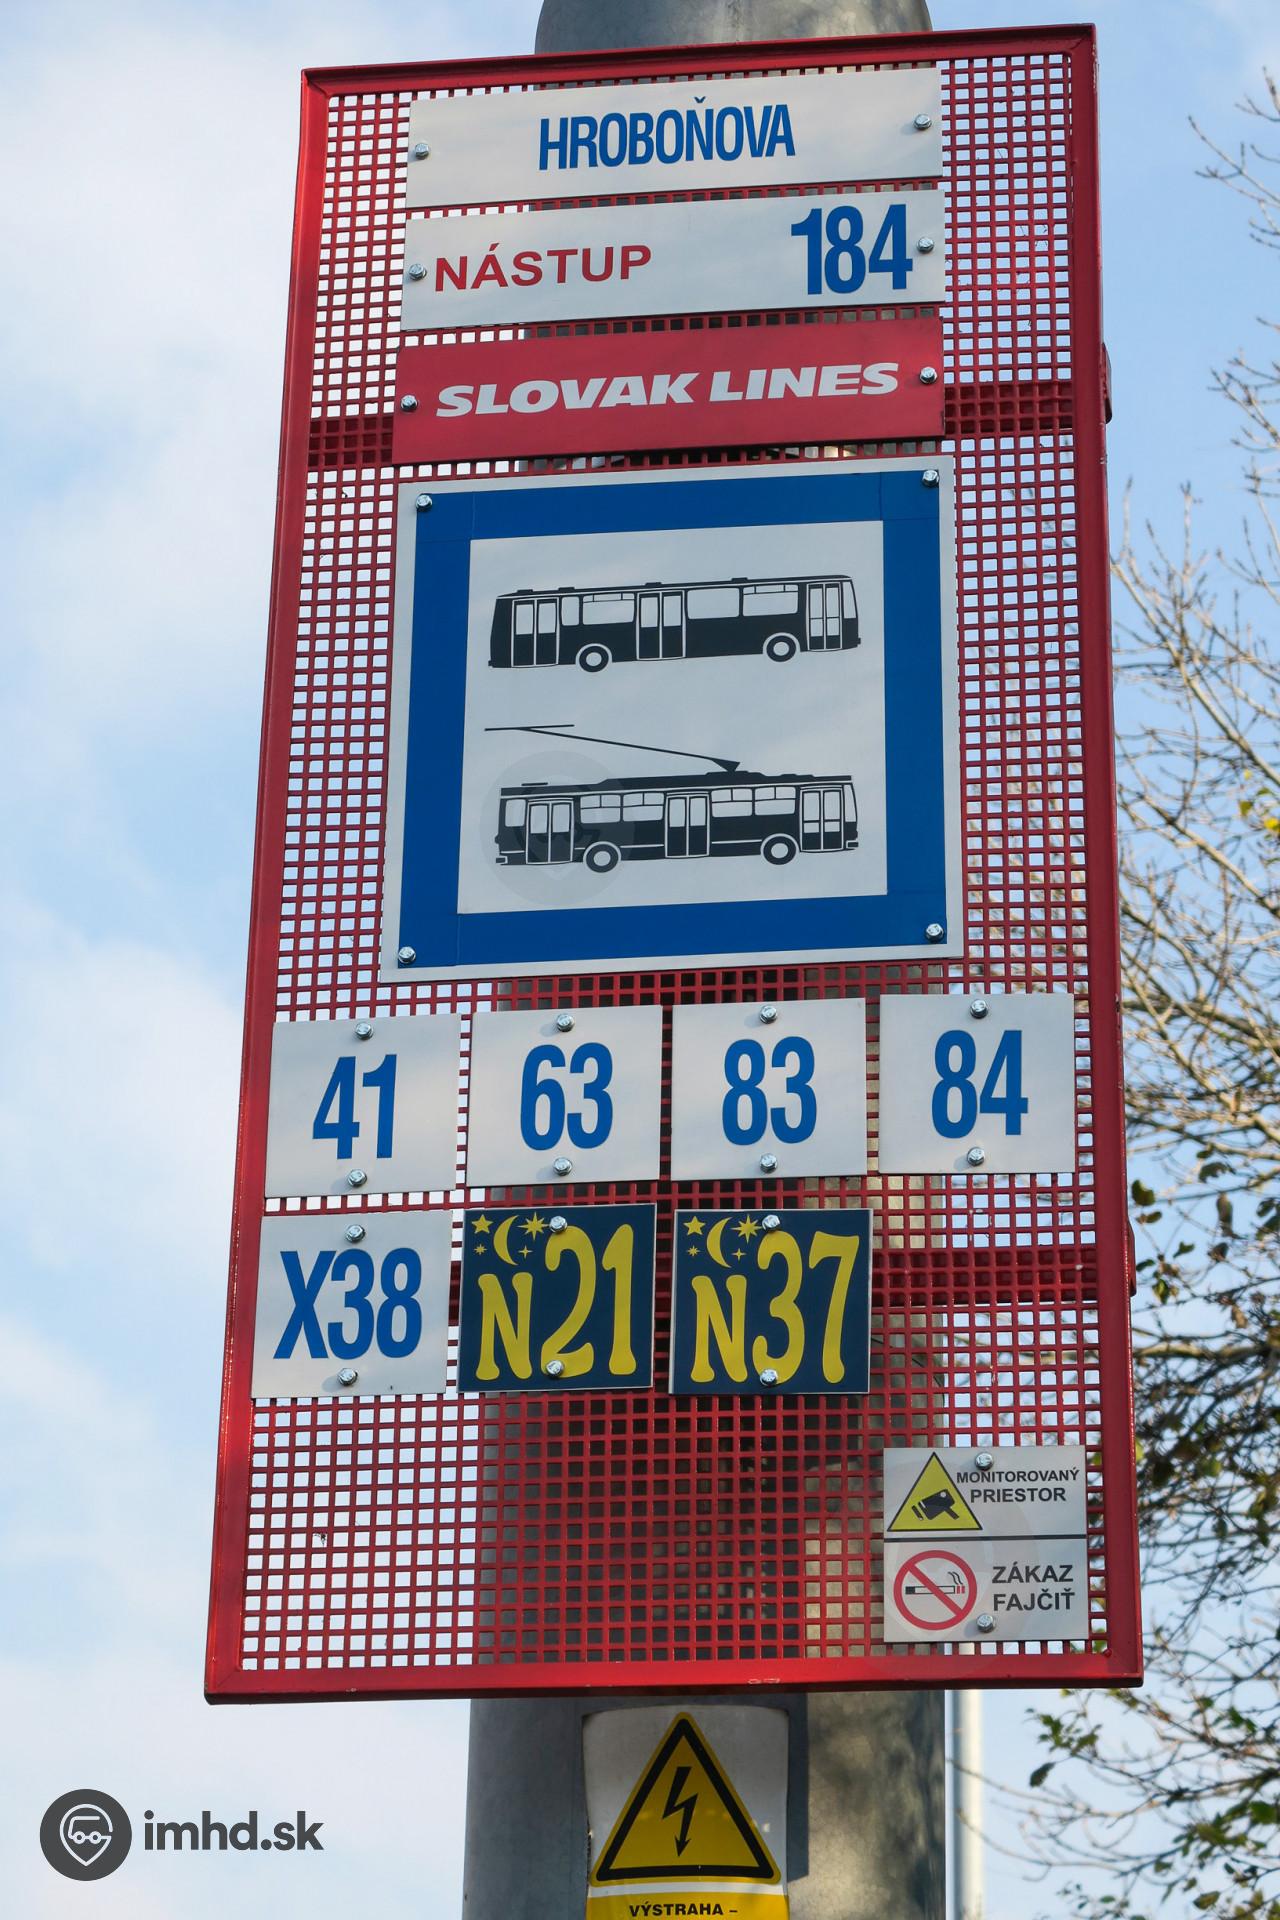 HROBOŇOVA
NÁSTUP 184
SLOVAK LINES
41 63 83 84
X38 N21 N37
MONITOROVANÝ
PRIESTOR
ZÁKAZ
FAJČIŤ
VÝSTRAHA –
imhd.sk